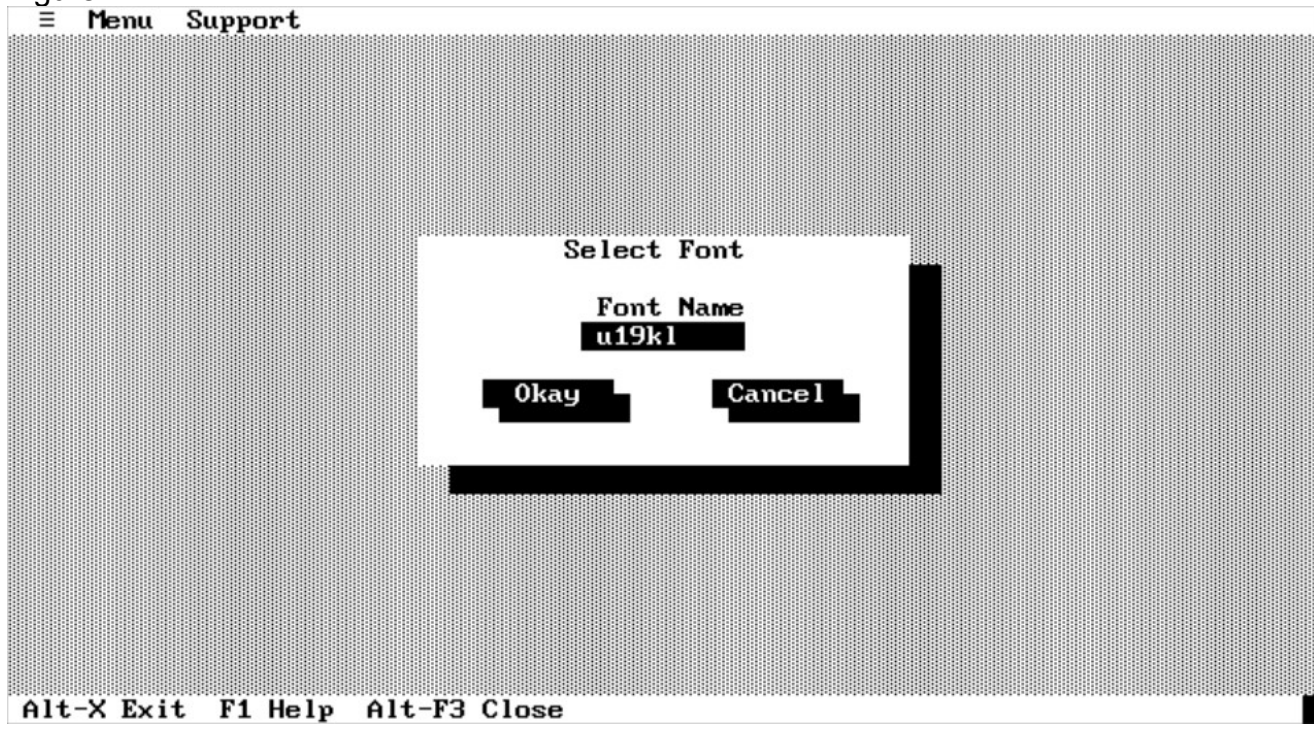 ≡ Menu Support
Select Font
Font Name
u19kl
Okay Cancel
Alt-X Exit F1 Help Alt-F3 Close